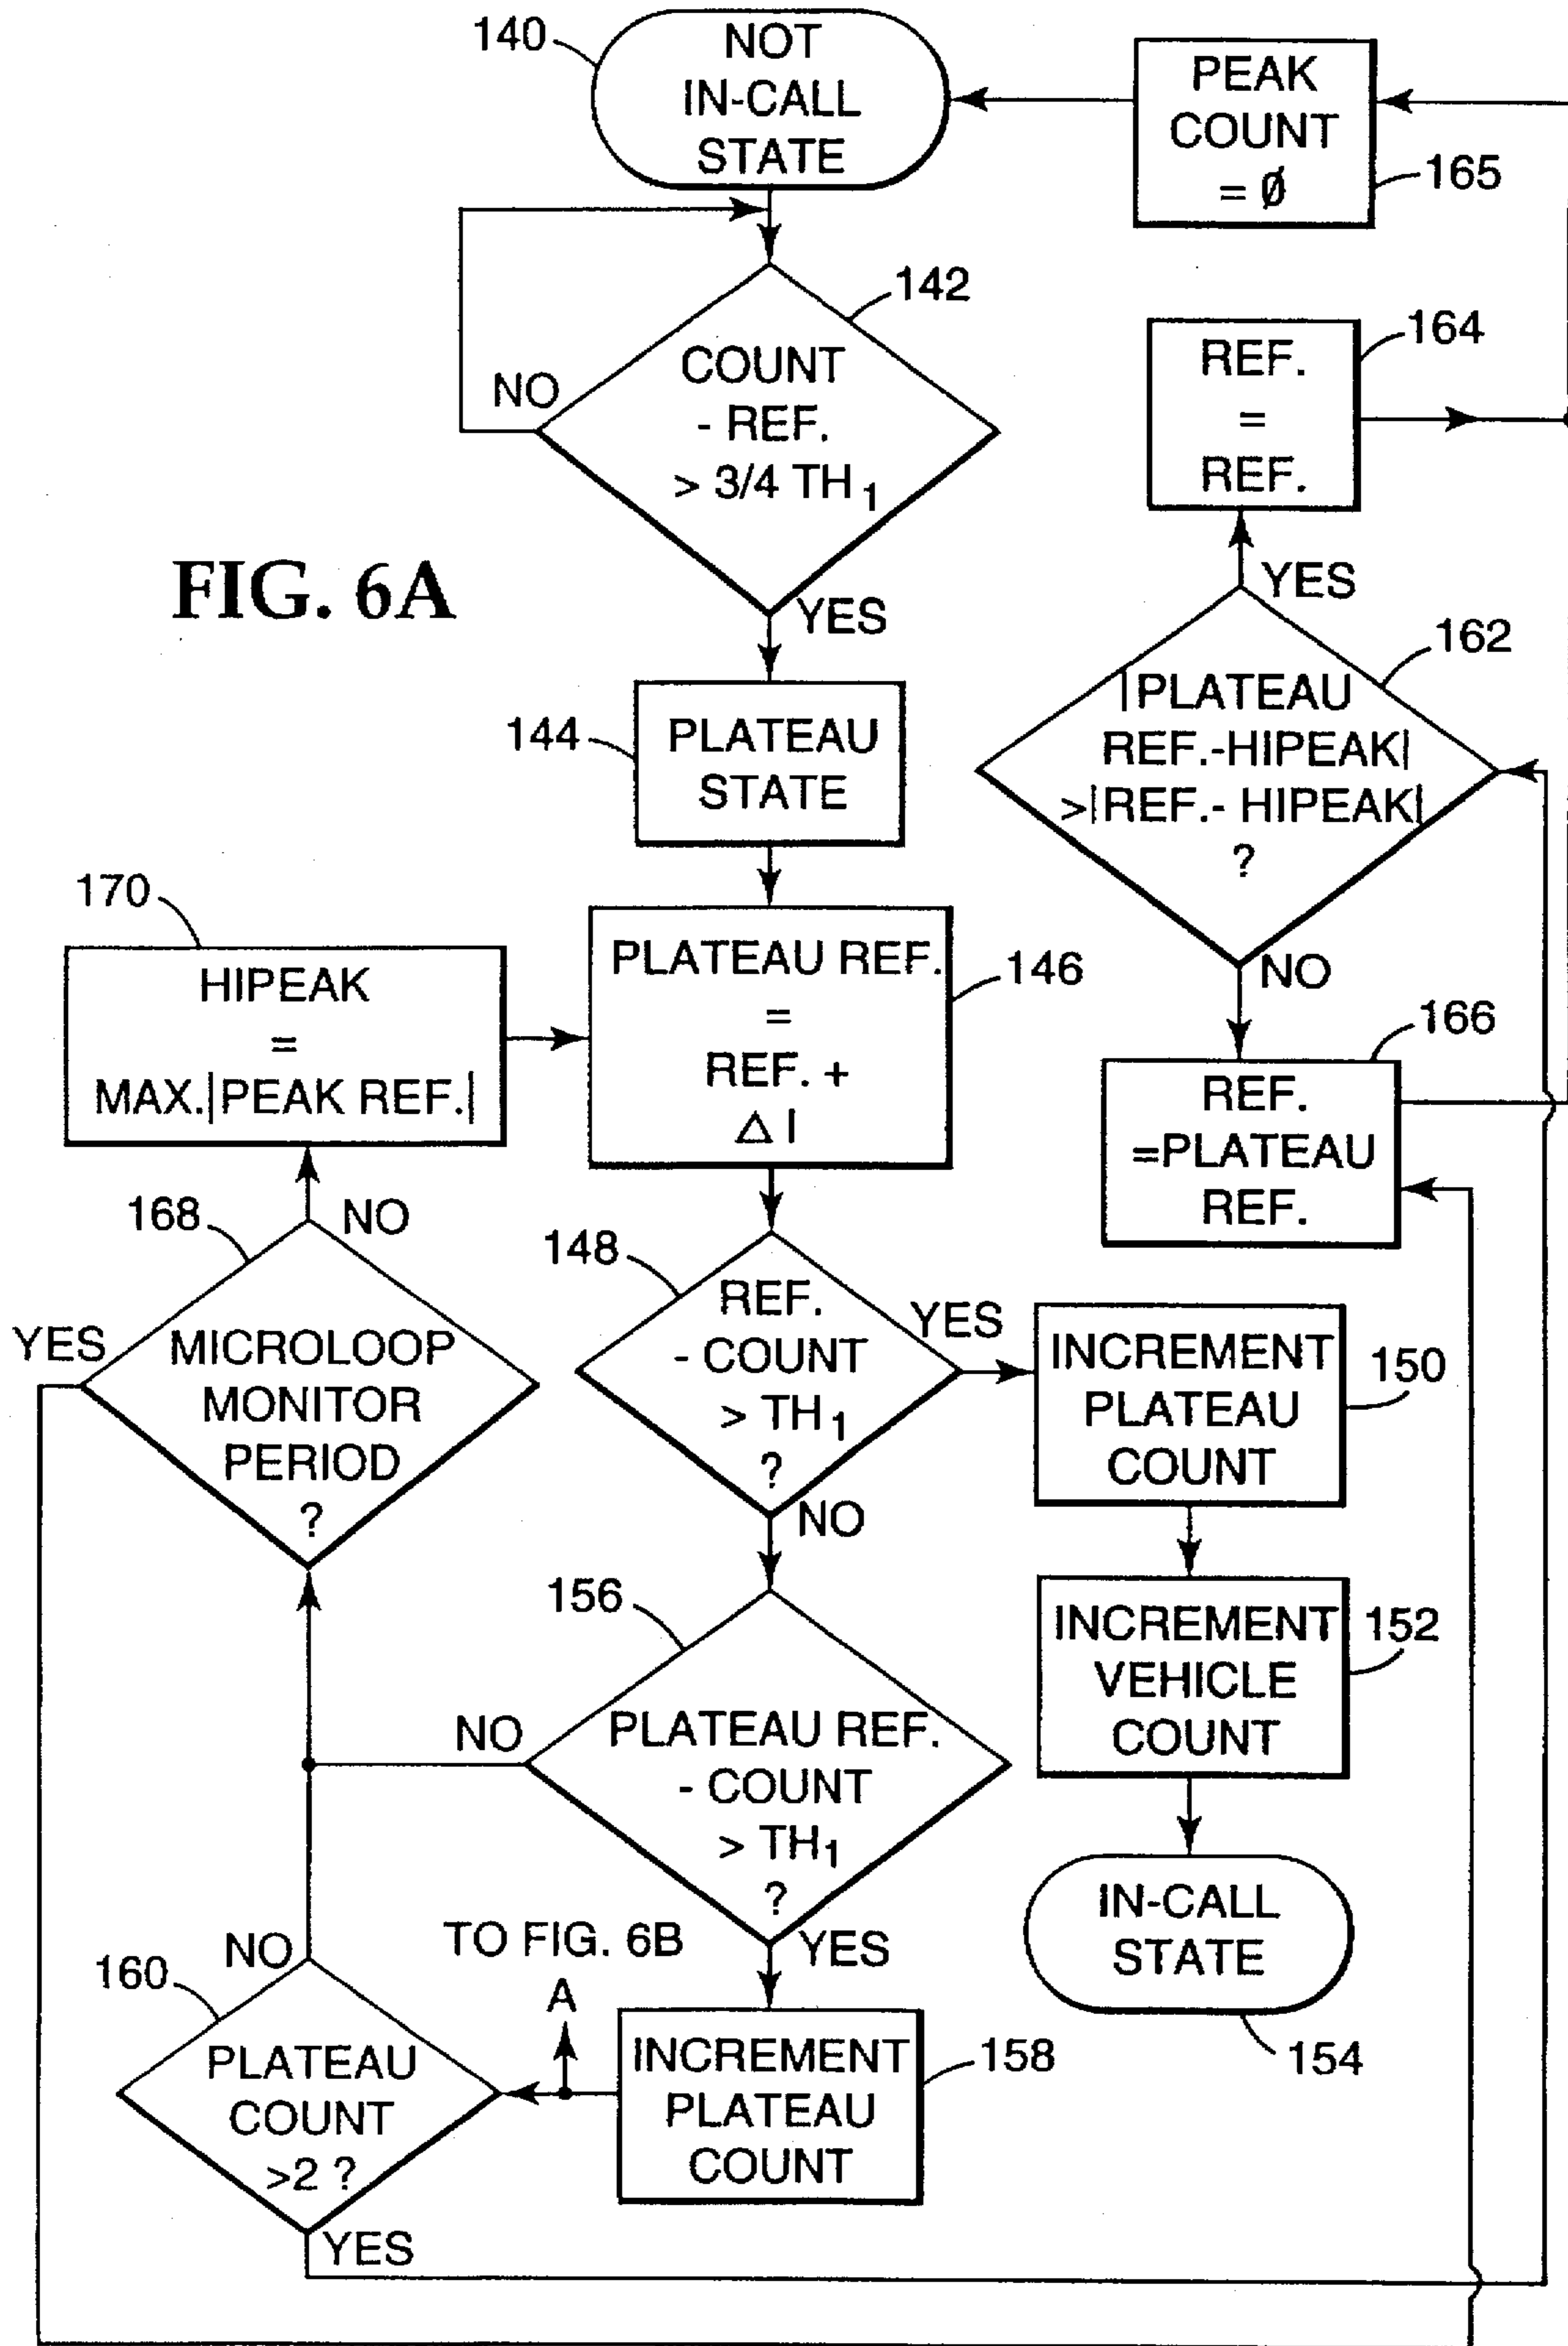 140
NOT
IN-CALL
STATE
PEAK
COUNT
= Ø
165
142
COUNT
- REF.
> 3/4 TH1
NO
YES
164
REF.
=
REF.
FIG. 6A
YES
162
|PLATEAU
REF.-HIPEAK|
>|REF.- HIPEAK|
?
NO
144
PLATEAU
STATE
170
HIPEAK
=
MAX.|PEAK REF.|
PLATEAU REF.
=
REF. +
△ I
146
166
REF.
=PLATEAU
REF.
168
NO
YES
MICROLOOP
MONITOR
PERIOD
?
148
REF.
- COUNT
> TH1
?
YES
NO
INCREMENT
PLATEAU
COUNT
150
156
PLATEAU REF.
- COUNT
> TH1
?
NO
YES
INCREMENT
VEHICLE
COUNT
152
IN-CALL
STATE
154
TO FIG. 6B
A
160
NO
PLATEAU
COUNT
>2 ?
YES
INCREMENT
PLATEAU
COUNT
158